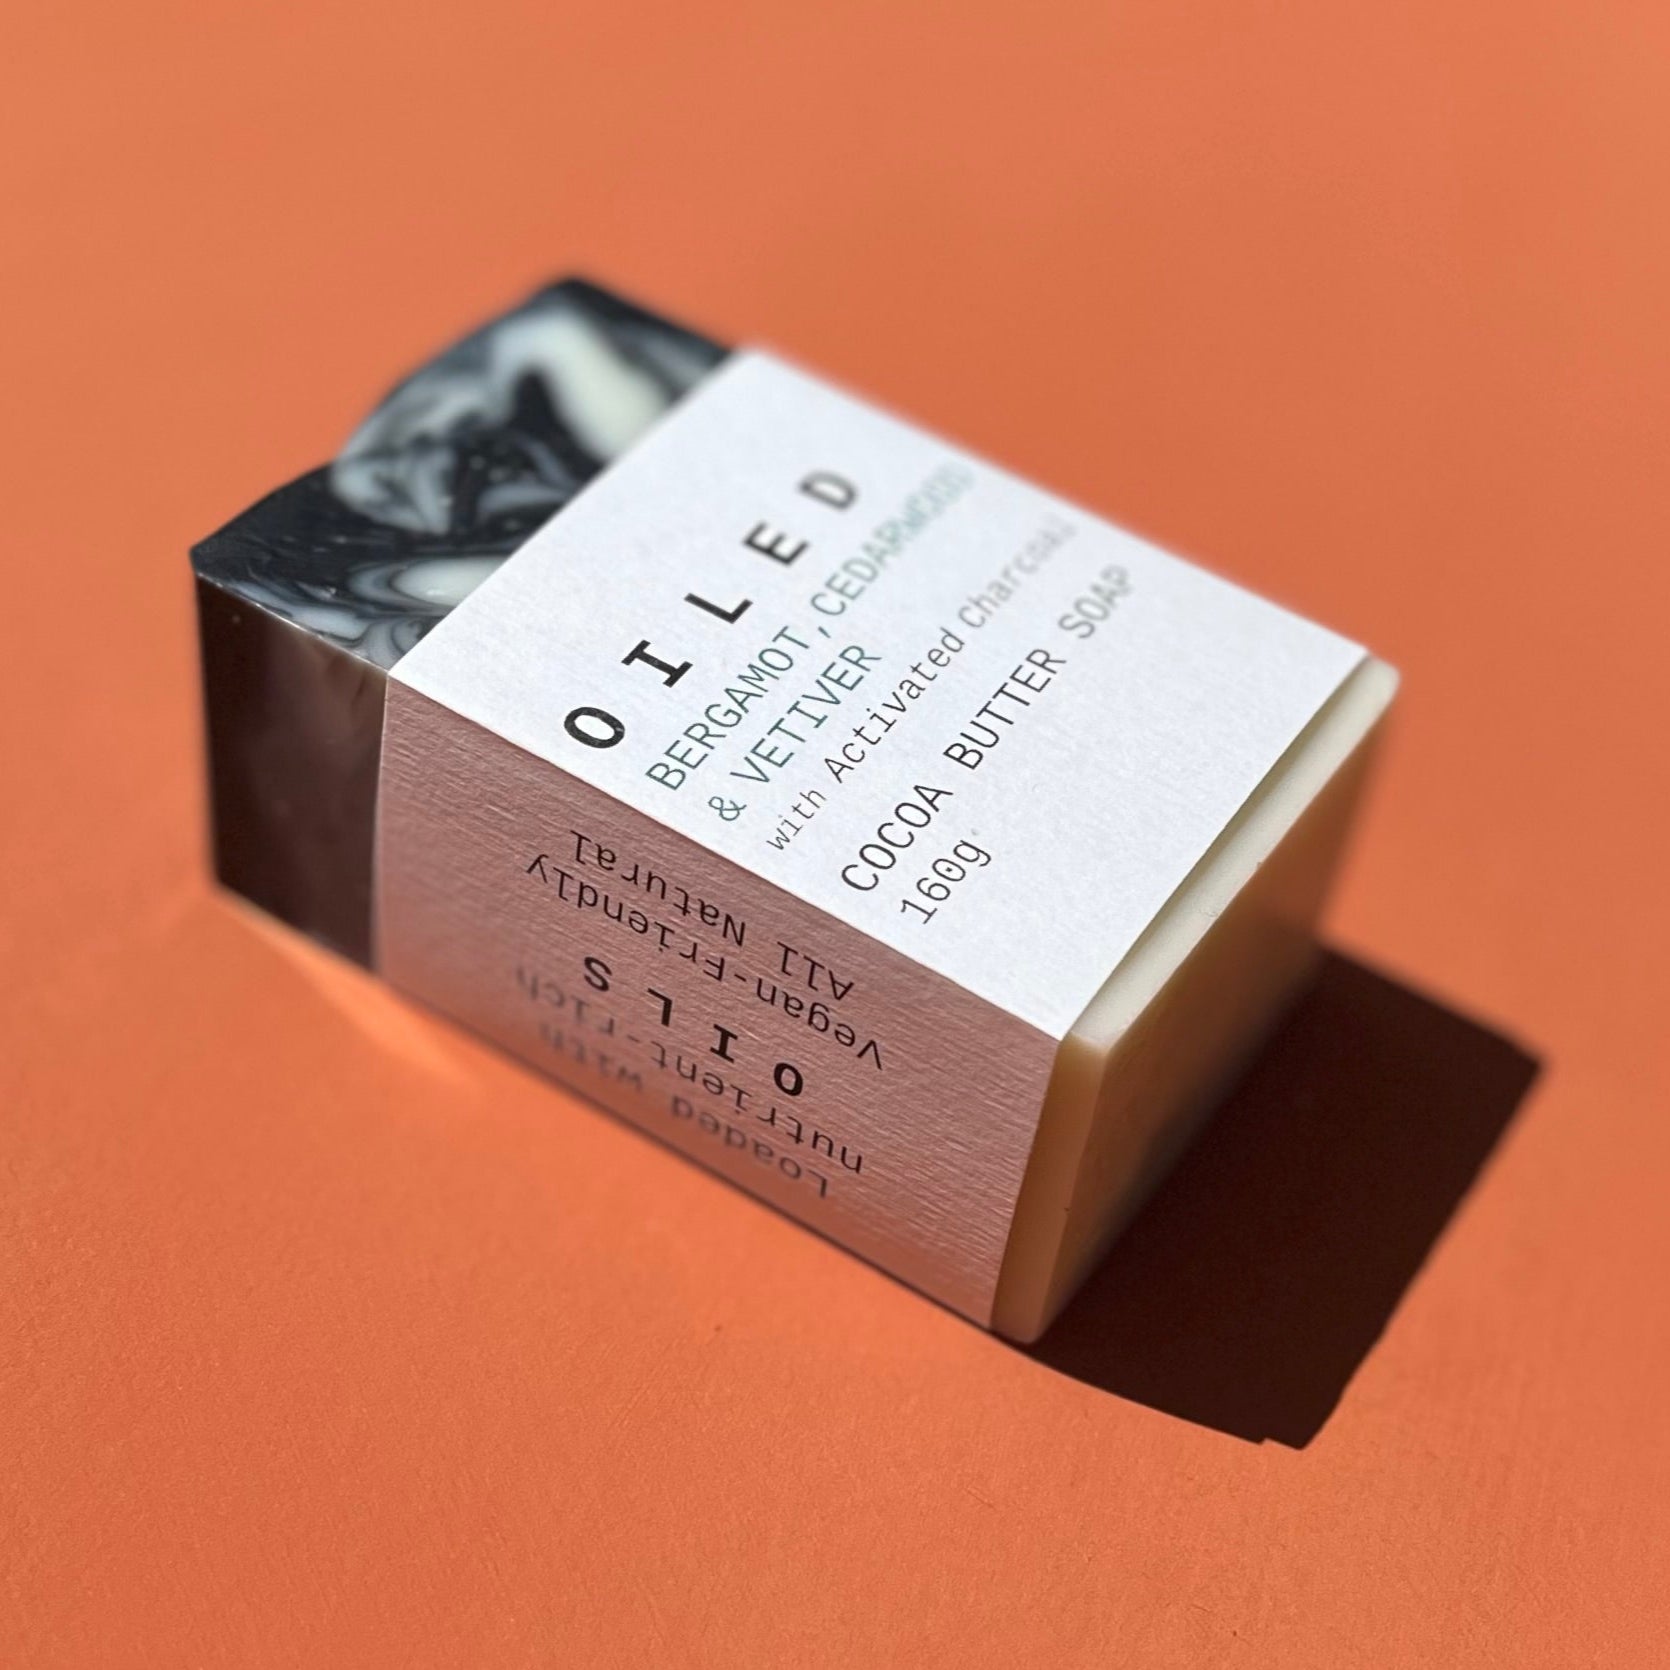 OILED
BERGAMOT, CEDARWOOD
& VETIVER
with Activated Charcoal
COCOA BUTTER SOAP
160g
Loaded with
nutrient-rich
OILS
Vegan-Friendly
All Natural